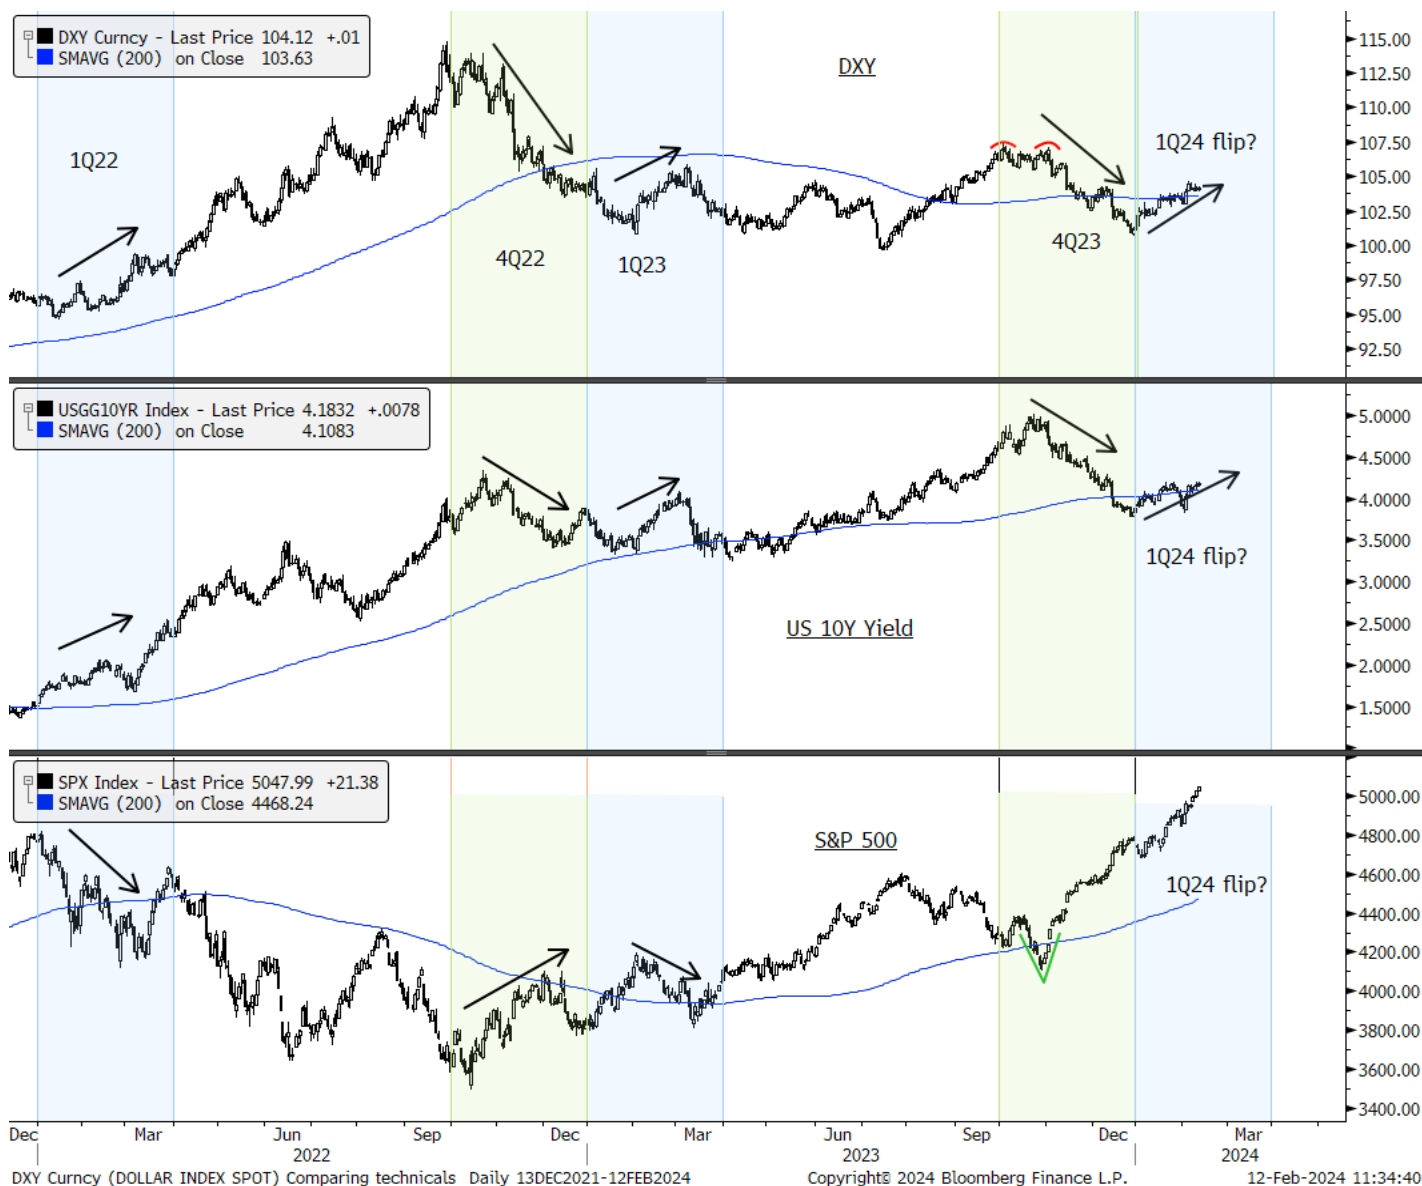 DXY Curncy - Last Price 104.12 +.01
SMAVG (200) on Close 103.63
DXY
1Q22
4Q22
1Q23
4Q23
1Q24 flip?
115.00
112.50
110.00
107.50
105.00
102.50
100.00
97.50
95.00
92.50
USGG10YR Index - Last Price 4.1832 +.0078
SMAVG (200) on Close 4.1083
US 10Y Yield
1Q24 flip?
5.0000
4.5000
4.0000
3.5000
3.0000
2.5000
2.0000
1.5000
SPX Index - Last Price 5047.99 +21.38
SMAVG (200) on Close 4468.24
S&P 500
1Q24 flip?
5000.00
4800.00
4600.00
4400.00
4200.00
4000.00
3800.00
3600.00
3400.00
Dec Mar Jun Sep Dec Mar Jun Sep Dec Mar
2022 2023 2024
DXY Curncy (DOLLAR INDEX SPOT) Comparing technicals Daily 13DEC2021-12FEB2024 Copyright© 2024 Bloomberg Finance L.P. 12-Feb-2024 11:34:40